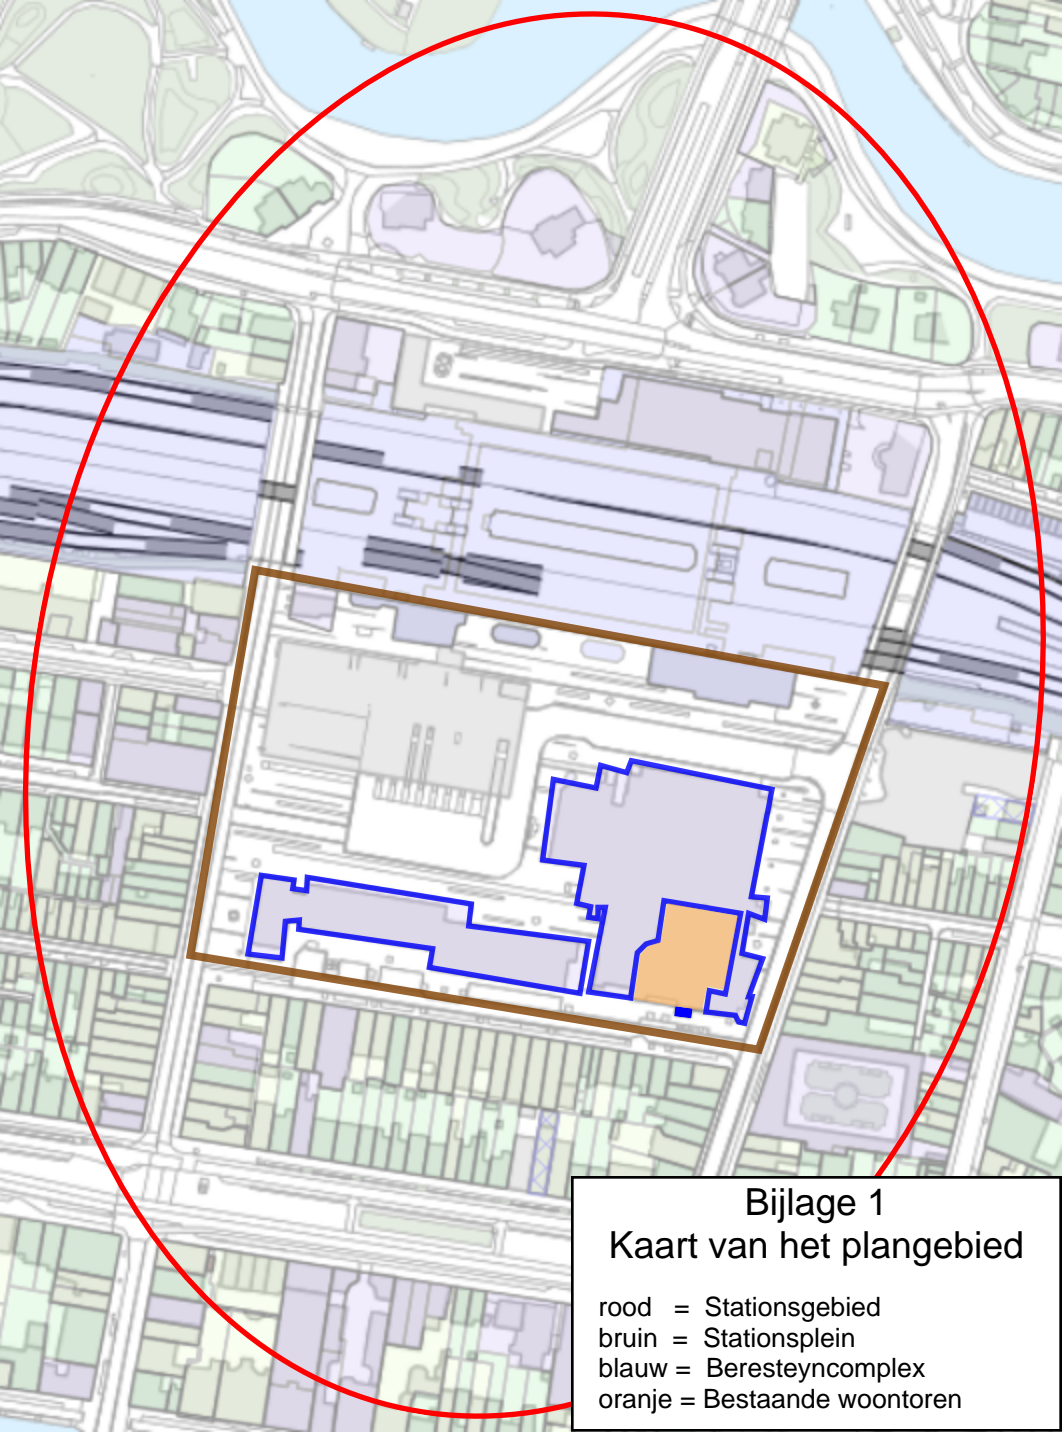 Bijlage 1
Kaart van het plangebied
rood = Stationsgebied
bruin = Stationsplein
blauw = Beresteyncomplex
oranje = Bestaande woontoren